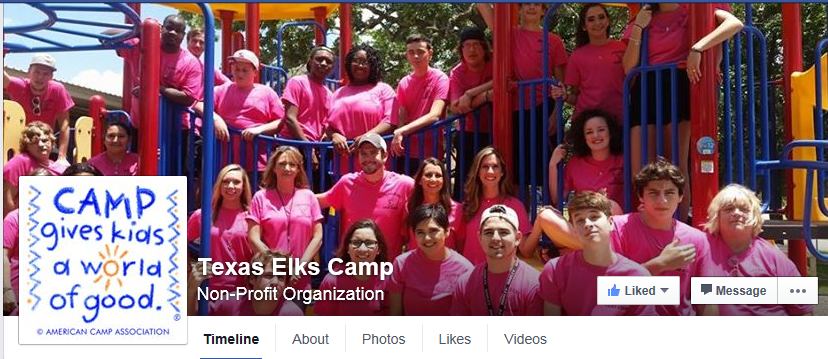 CAMP
gives kids
a world
of good.
© AMERICAN CAMP ASSOCIATION
®
Texas Elks Camp
Non-Profit Organization
Liked
Message
Timeline About Photos Likes Videos